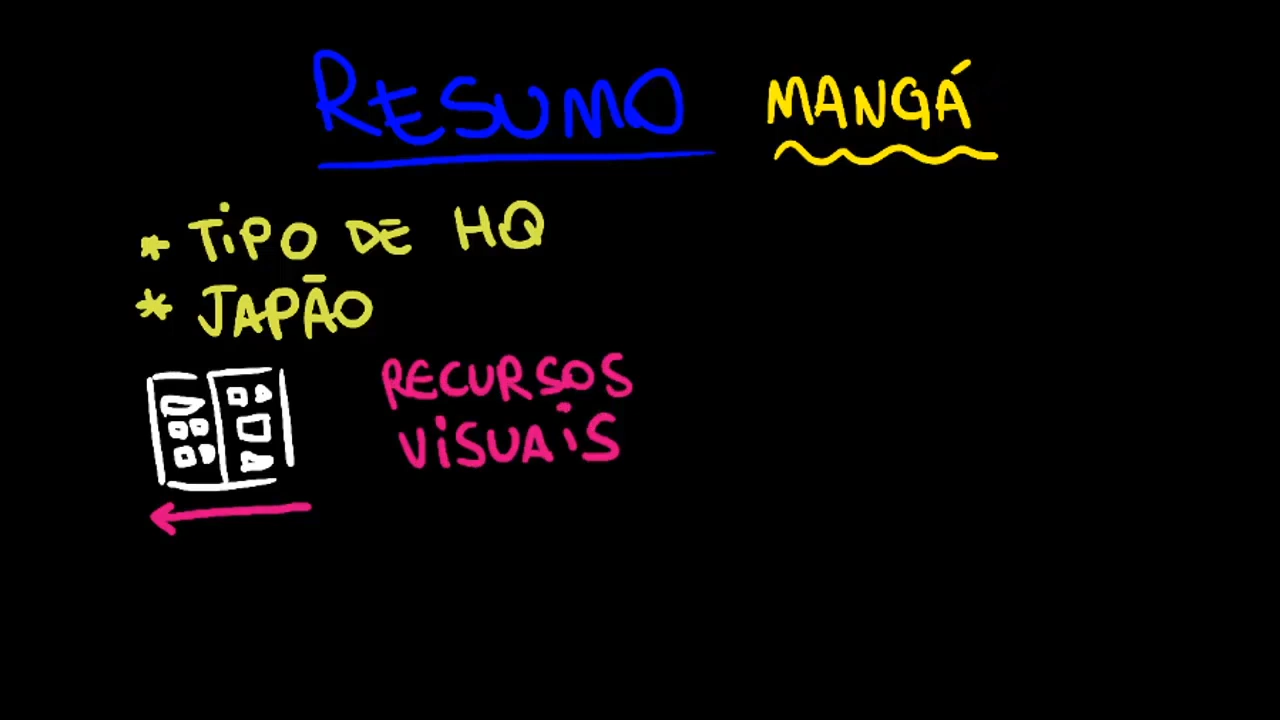 RESUMO MANGÁ
* TIPO DE HQ
* JAPÃO
RECURSOS
VISUAIS